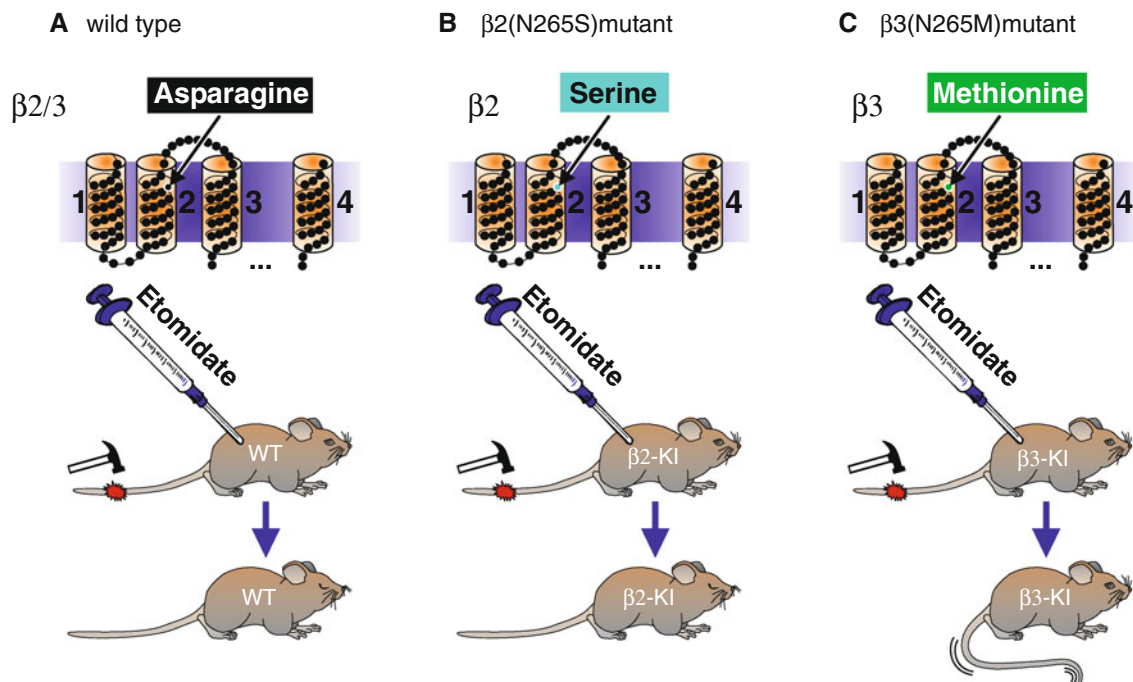 A wild type
B β2(N265S)mutant
C β3(N265M)mutant
β2/3
Asparagine
β2
Serine
β3
Methionine
1 2 3 4
1 2 3 4
1 2 3 4
...
...
...
Etomidate
Etomidate
Etomidate
WT
β2-KI
β3-KI
WT
β2-KI
β3-KI